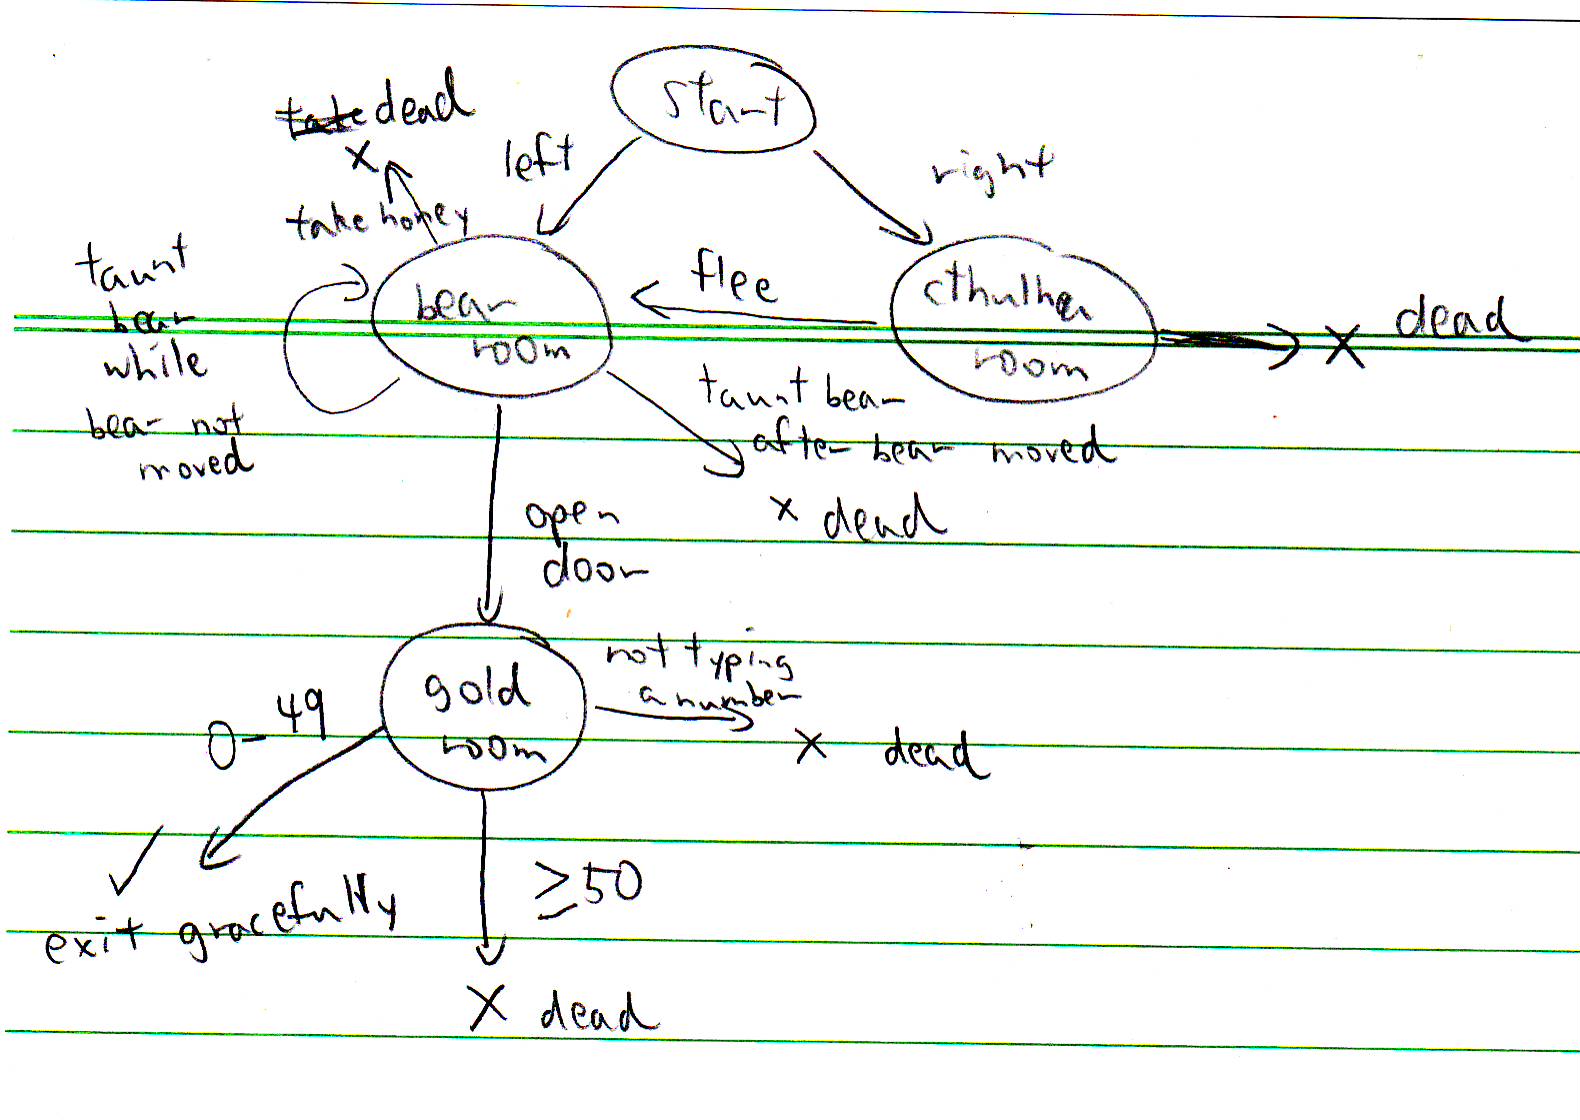 start
take dead
X
left
right
take honey
taunt
bear
while
bear not
moved
bear
room
flee
cthulhu
room
X dead
taunt bear
after bear moved
X dead
open
door
gold
room
not typing
a number
X dead
0-49
✓
exit gracefully
≥50
X dead